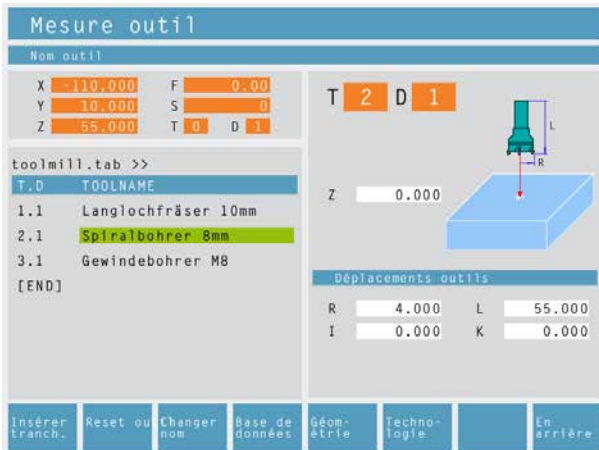 Mesure outil
Nom outil
X -110.000 F 0.00
Y 10.000 S 0
Z 55.000 T 0 D 1
toolmill.tab >>
T.D TOOLNAME
1.1 Langlochfräser 10mm
2.1 Spiralbohrer 8mm
3.1 Gewindebohrer M8
[END]
T 2 D 1
L
R
Z 0.000
Déplacements outils
R 4.000 L 55.000
I 0.000 K 0.000
Insérer tranch.
Reset ou
Changer nom
Base de données
Géom-étrie
Techno-logie
En arrière